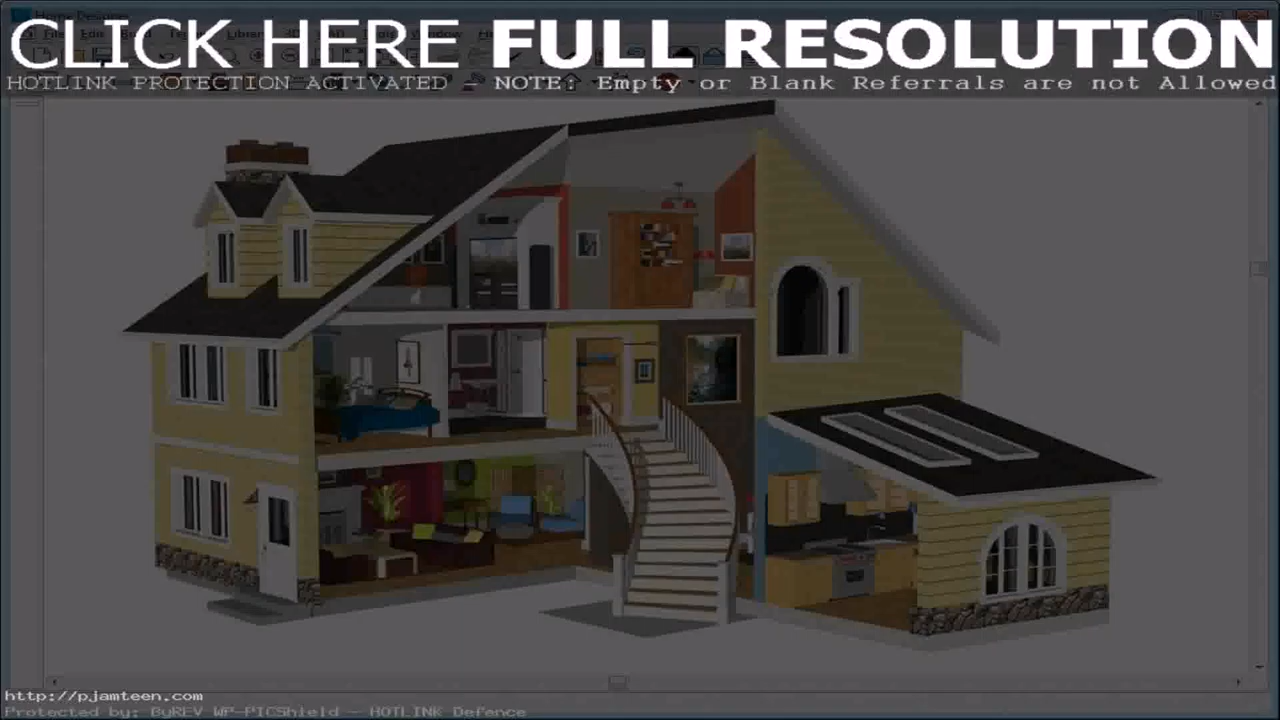 CLICK HERE FULL RESOLUTION
HOTLINK PROTECTION ACTIVATED - NOTE: Empty or Blank Referrals are not Allowed
http://pjamteen.com
Protected by: ByREV WP-PICShield - HOTLINK Defence